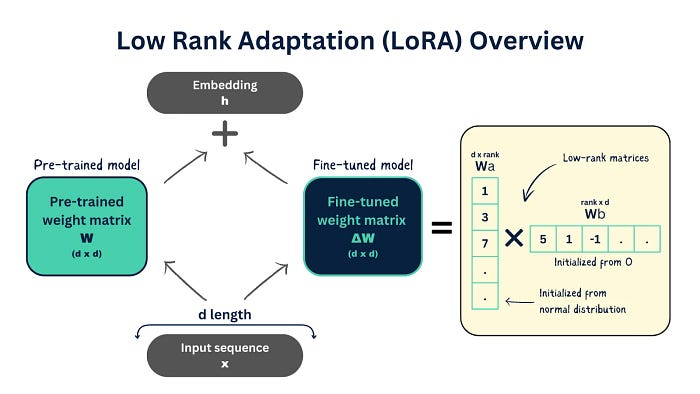 Low Rank Adaptation (LoRA) Overview
Embedding
h
+
Pre-trained model
Pre-trained
weight matrix
W
(d x d)
Fine-tuned model
Fine-tuned
weight matrix
ΔW
(d x d)
=
d x rank
Wa
1
3
7
.
.
×
Low-rank matrices
rank x d
Wb
5 1 -1 . .
Initialized from 0
Initialized from
normal distribution
d length
Input sequence
x